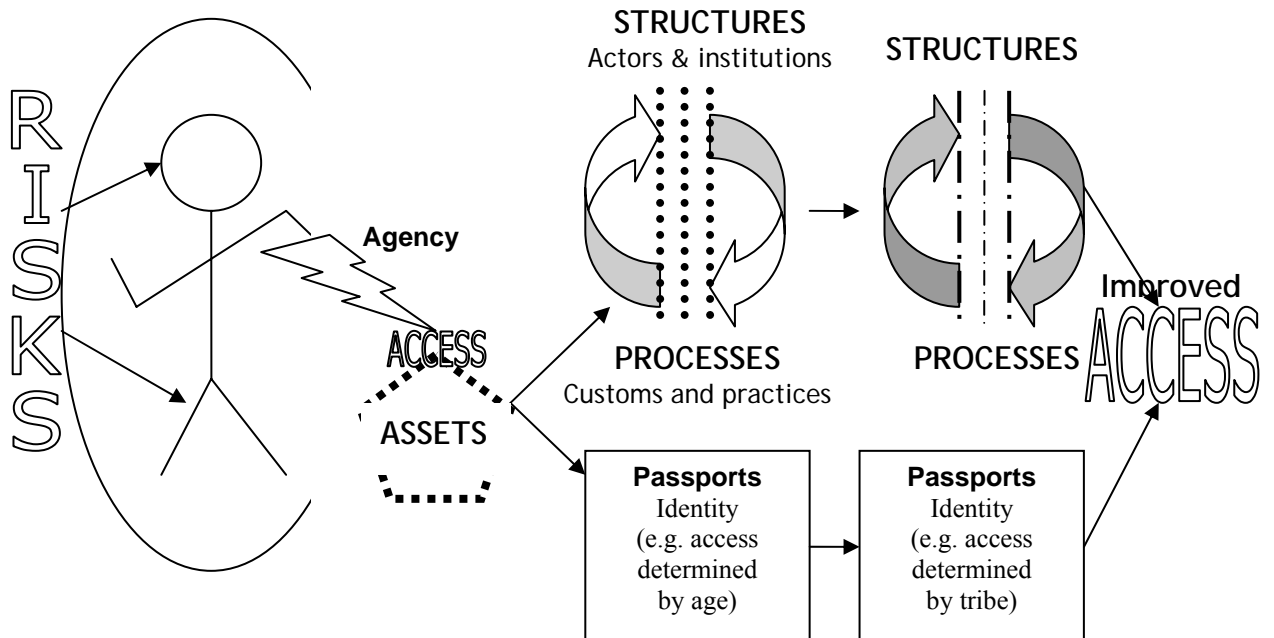 RISKS
Agency
ACCESS
ASSETS
STRUCTURES
Actors & institutions
PROCESSES
Customs and practices
STRUCTURES
PROCESSES
Passports
Identity
(e.g. access
determined
by age)
Passports
Identity
(e.g. access
determined
by tribe)
Improved
ACCESS